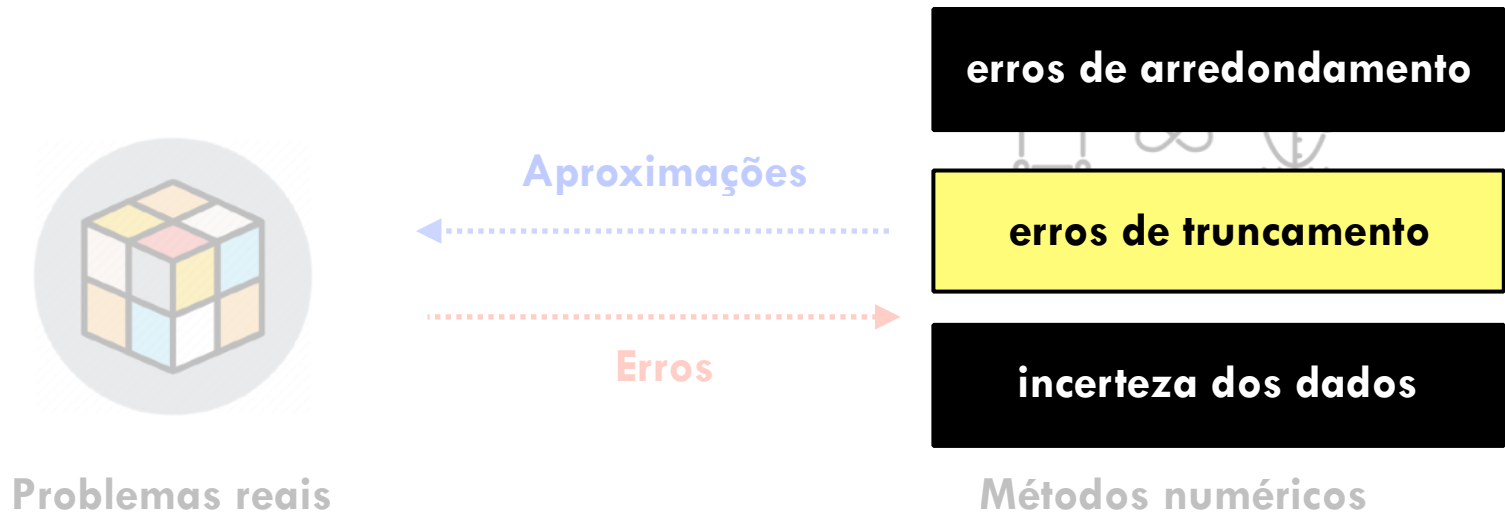 erros de arredondamento
Aproximações
erros de truncamento
Erros
incerteza dos dados
Problemas reais
Métodos numéricos